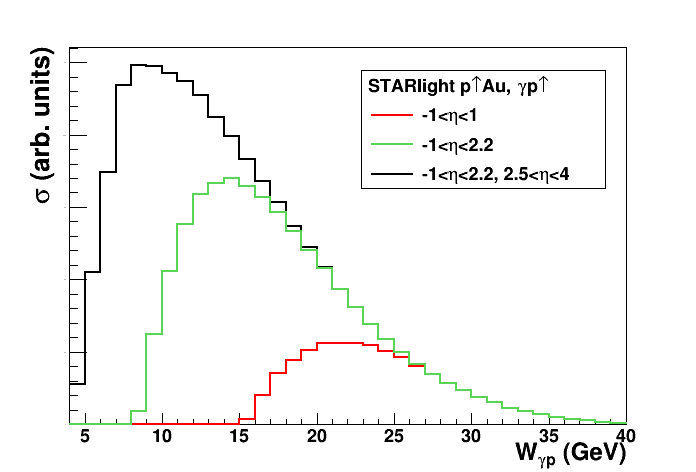 σ (arb. units)
STARlight p↑Au, γp↑
-1<η<1
-1<η<2.2
-1<η<2.2, 2.5<η<4
5 10 15 20 25 30 35 40
Wγp (GeV)